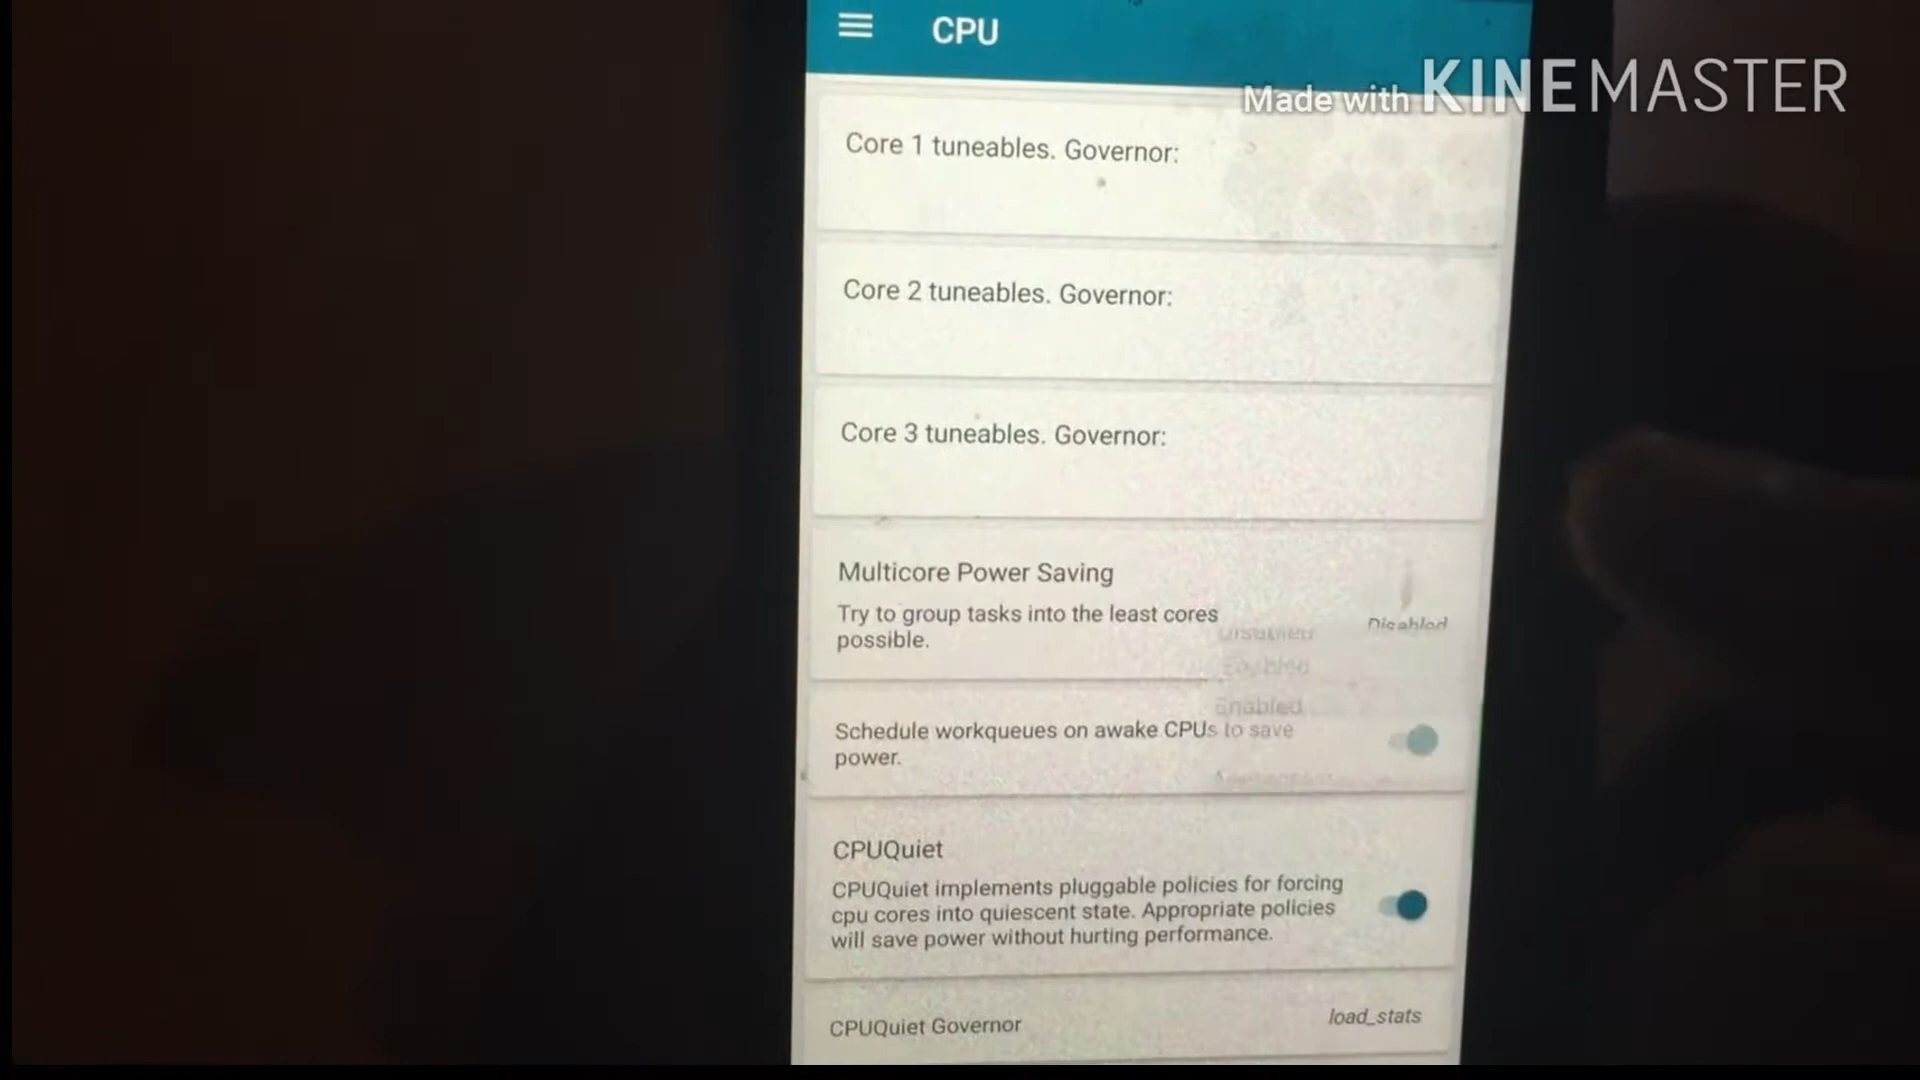 CPU
Made with KINEMASTER
Core 1 tuneables. Governor:
Core 2 tuneables. Governor:
Core 3 tuneables. Governor:
Multicore Power Saving
Try to group tasks into the least cores
possible.
Disabled
Disabled
Enabled
Enabled
Schedule workqueues on awake CPUs to save
power.
CPUQuiet
CPUQuiet implements pluggable policies for forcing
cpu cores into quiescent state. Appropriate policies
will save power without hurting performance.
CPUQuiet Governor
load_stats